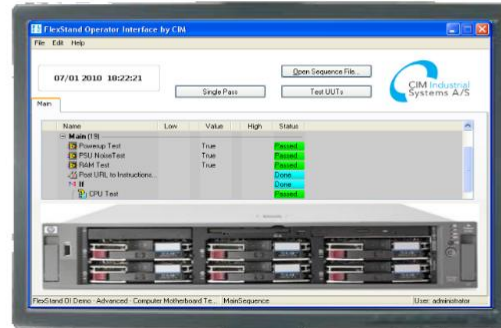 FlexStand Operator Interface by CIM
File Edit Help
07/01 2010 10:22:21
Open Sequence File...
Single Pass
Test UUTs
CIM Industrial
Systems A/S
Main
Name Low Value High Status
Main (19)
Powerup Test True Passed
PSU NoiseTest True Passed
RAM Test True Passed
Post URL to Instructions... Done
If Done
CPU Test Passed
FlexStand OI Demo - Advanced - Computer Motherboard Te... MainSequence User: administrator